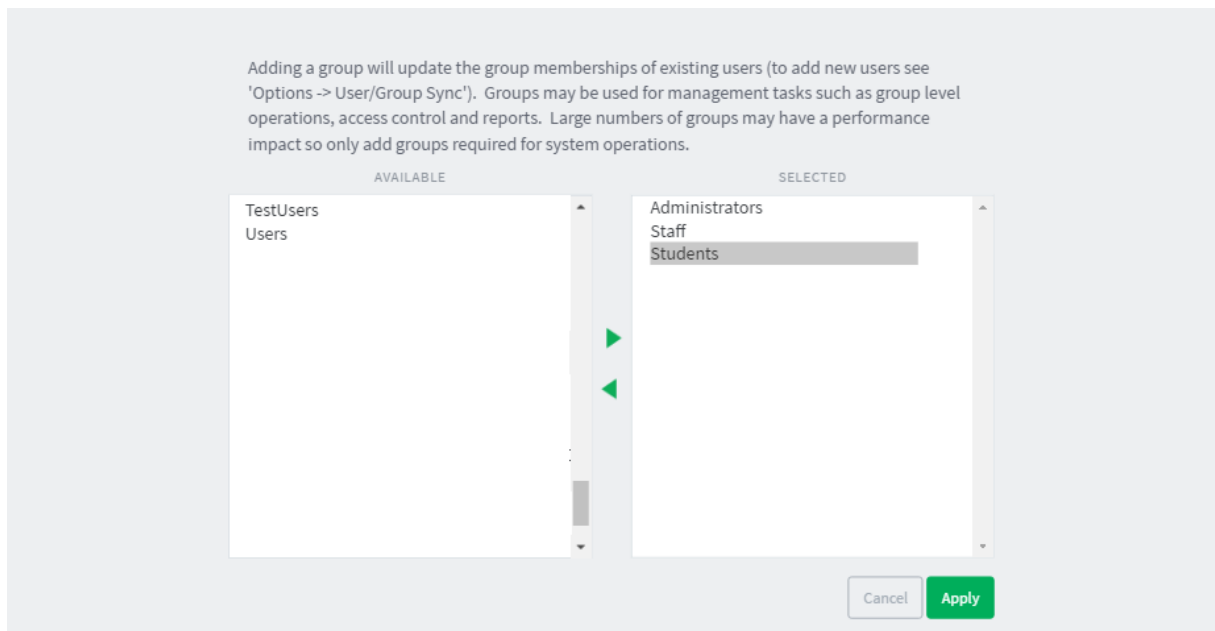 Adding a group will update the group memberships of existing users (to add new users see
'Options -> User/Group Sync').  Groups may be used for management tasks such as group level
operations, access control and reports.  Large numbers of groups may have a performance
impact so only add groups required for system operations.
AVAILABLE
TestUsers
Users
SELECTED
Administrators
Staff
Students
Cancel
Apply